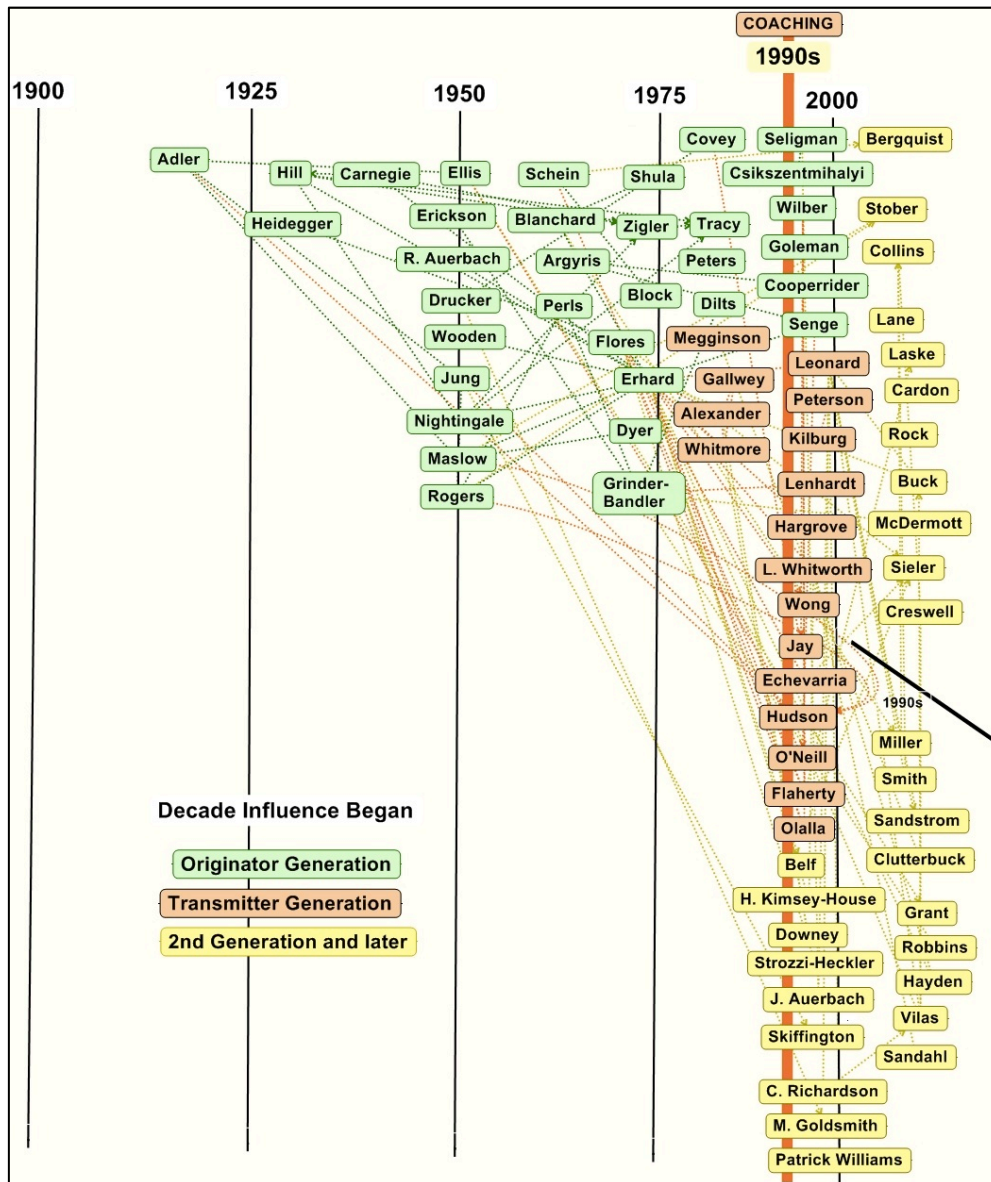 COACHING
1990s
1900
1925
1950
1975
2000
Adler
Hill
Carnegie
Ellis
Schein
Shula
Covey
Seligman
Bergquist
Csikszentmihalyi
Heidegger
Erickson
Blanchard
Zigler
Tracy
Wilber
Stober
R. Auerbach
Argyris
Peters
Goleman
Collins
Drucker
Perls
Block
Dilts
Cooperrider
Wooden
Flores
Megginson
Senge
Lane
Jung
Erhard
Gallwey
Leonard
Laske
Nightingale
Dyer
Alexander
Peterson
Cardon
Maslow
Whitmore
Kilburg
Rock
Rogers
Grinder-
Bandler
Lenhardt
Buck
Hargrove
McDermott
L. Whitworth
Sieler
Wong
Creswell
Jay
Echevarria
1990s
Hudson
Miller
O'Neill
Smith
Flaherty
Sandstrom
Olalla
Belf
Clutterbuck
H. Kimsey-House
Grant
Downey
Robbins
Strozzi-Heckler
Hayden
J. Auerbach
Vilas
Skiffington
Sandahl
C. Richardson
M. Goldsmith
Patrick Williams
Decade Influence Began
Originator Generation
Transmitter Generation
2nd Generation and later